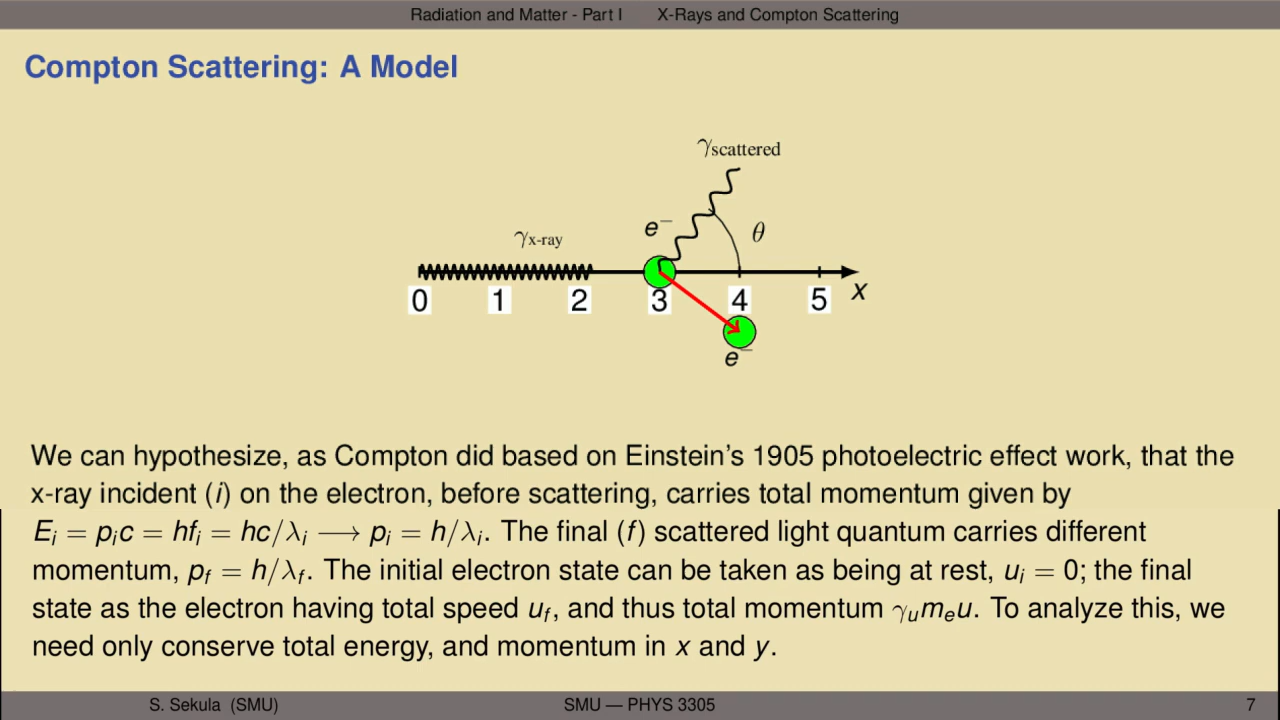 Radiation and Matter - Part I X-Rays and Compton Scattering
Compton Scattering: A Model
γscattered
e⁻
θ
γx-ray
0 1 2 3 4 5 x
e⁻
We can hypothesize, as Compton did based on Einstein's 1905 photoelectric effect work, that the
x-ray incident (i) on the electron, before scattering, carries total momentum given by
Eᵢ = pᵢc = hfᵢ = hc/λᵢ ⟶ pᵢ = h/λᵢ. The final (f) scattered light quantum carries different
momentum, p_f = h/λ_f. The initial electron state can be taken as being at rest, uᵢ = 0; the final
state as the electron having total speed u_f, and thus total momentum γᵤmₑu. To analyze this, we
need only conserve total energy, and momentum in x and y.
S. Sekula (SMU) SMU — PHYS 3305 7